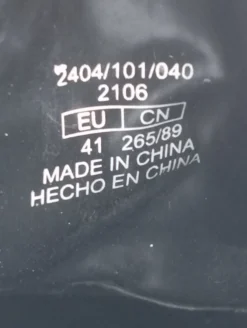 2404/101/040
2106
EU CN
41 265/89
MADE IN CHINA
HECHO EN CHINA